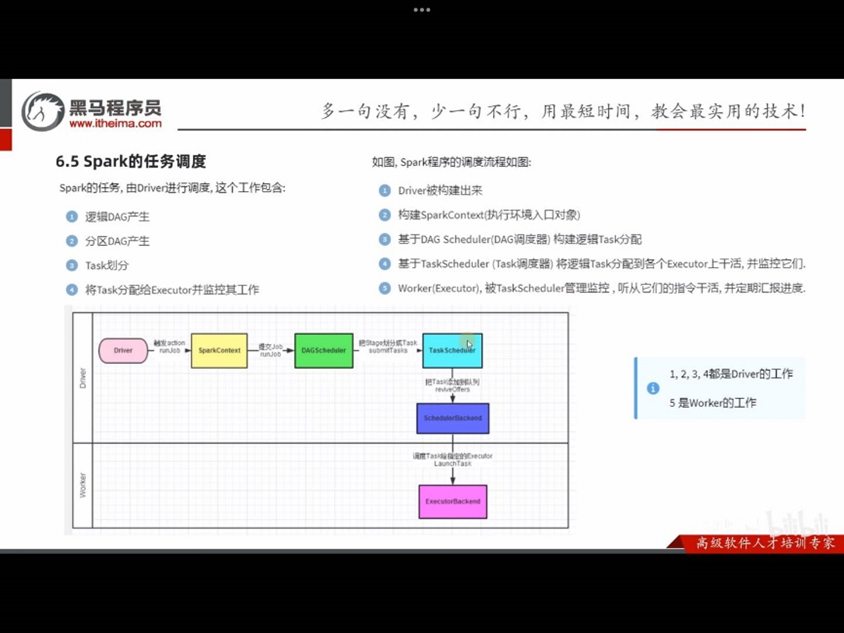 黑马程序员
www.itheima.com
多一句没有，少一句不行，用最短时间，教会最实用的技术！
6.5 Spark的任务调度
Spark的任务, 由Driver进行调度, 这个工作包含:
1 逻辑DAG产生
2 分区DAG产生
3 Task划分
4 将Task分配给Executor并监控其工作
如图, Spark程序的调度流程如图:
1 Driver被构建出来
2 构建SparkContext(执行环境入口对象)
3 基于DAG Scheduler(DAG调度器) 构建逻辑Task分配
4 基于TaskScheduler (Task调度器) 将逻辑Task分配到各个Executor上干活, 并监控它们.
5 Worker(Executor), 被TaskScheduler管理监控, 听从它们的指令干活, 并定期汇报进度.
Driver
Driver
触发action
runJob
SparkContext
提交Job
runJob
DAGScheduler
把Stage划分成Task
submitTasks
TaskScheduler
把Task添加到队列
reviveOffers
SchedulerBackend
Worker
调度Task给指定的Executor
LaunchTask
ExecutorBackend
1, 2, 3, 4都是Driver的工作
5 是Worker的工作
bilibili
高级软件人才培训专家